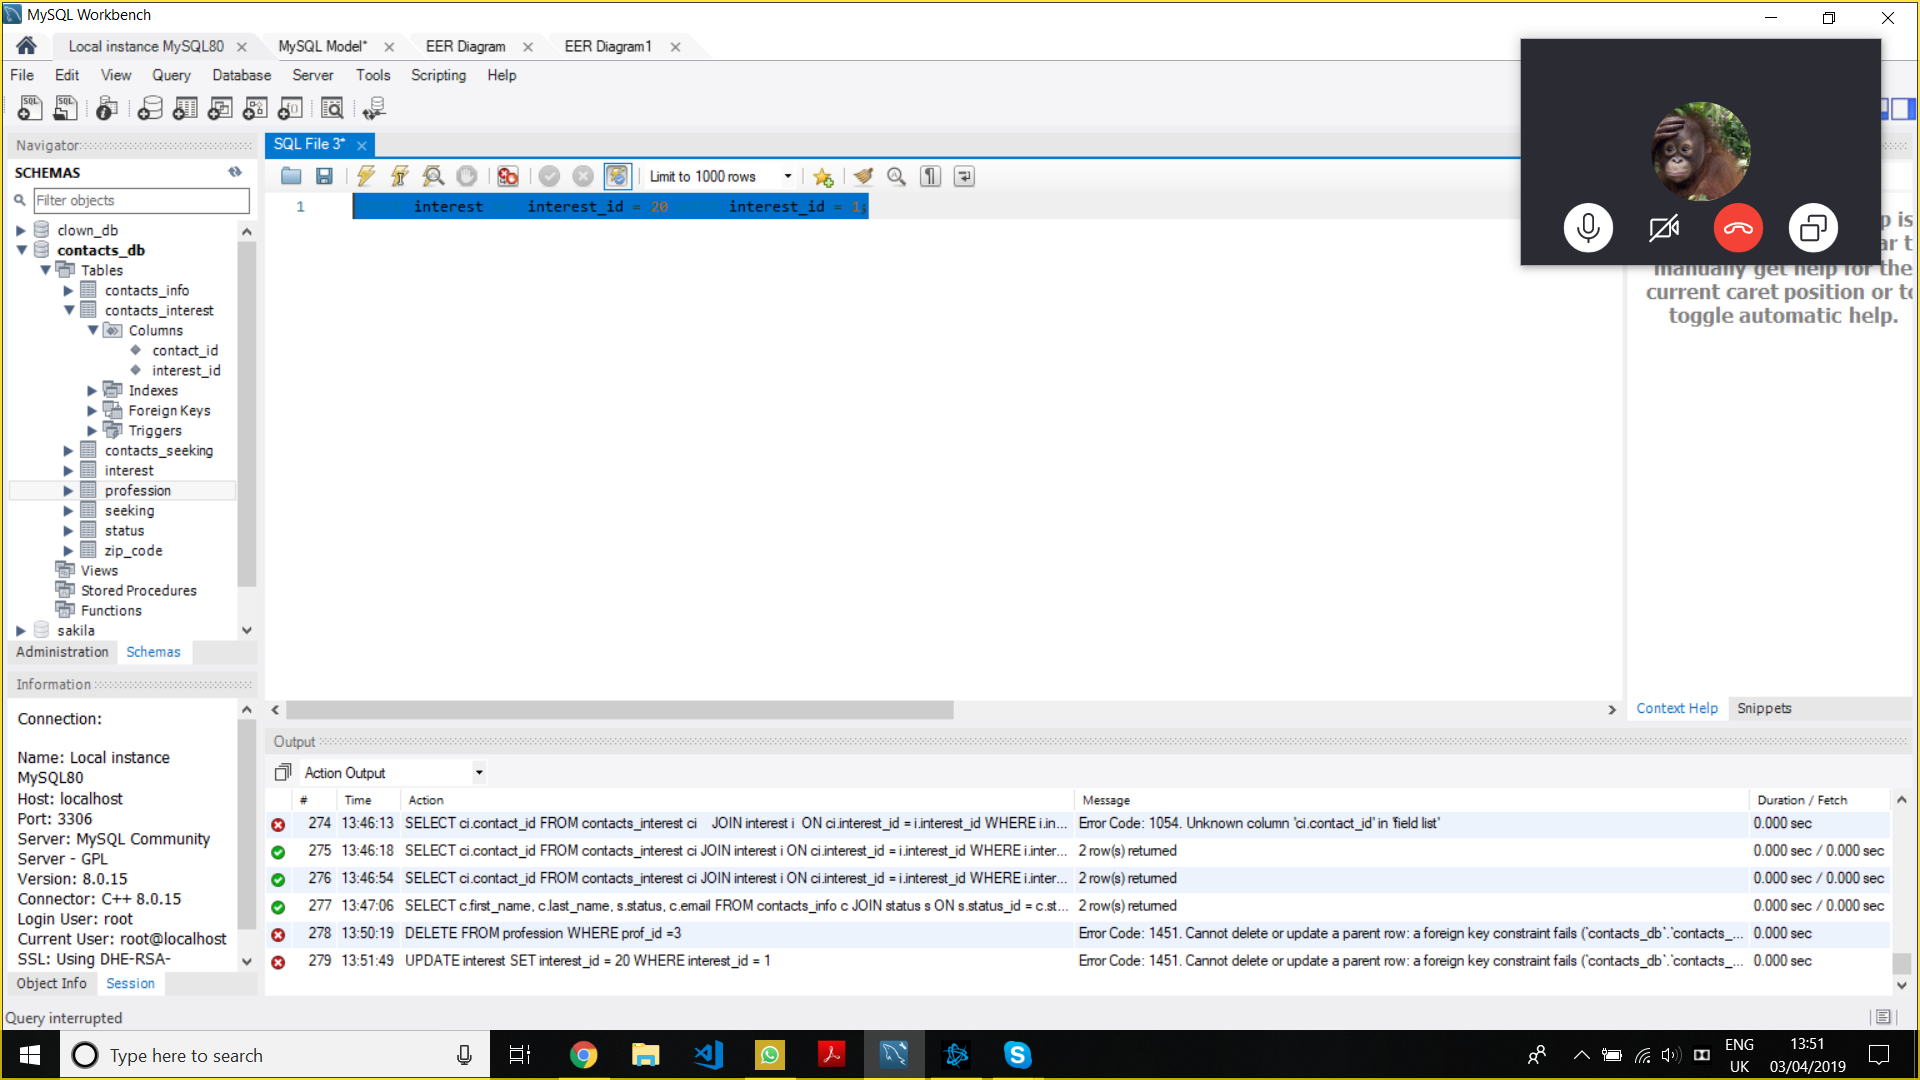 MySQL Workbench
Local instance MySQL80
MySQL Model*
EER Diagram
EER Diagram1
File Edit View Query Database Server Tools Scripting Help
Navigator
SCHEMAS
Filter objects
clown_db
contacts_db
Tables
contacts_info
contacts_interest
Columns
contact_id
interest_id
Indexes
Foreign Keys
Triggers
contacts_seeking
interest
profession
seeking
status
zip_code
Views
Stored Procedures
Functions
sakila
Administration Schemas
Information
Connection:
Name: Local instance
MySQL80
Host: localhost
Port: 3306
Server: MySQL Community
Server - GPL
Version: 8.0.15
Connector: C++ 8.0.15
Login User: root
Current User: root@localhost
SSL: Using DHE-RSA-
Object Info Session
Query interrupted
SQL File 3*
Limit to 1000 rows
1 interest interest_id = 20 interest_id = 1;
manually get help for the
current caret position or to
toggle automatic help.
Context Help Snippets
Output
Action Output
# Time Action Message Duration / Fetch
274 13:46:13 SELECT ci.contact_id FROM contacts_interest ci JOIN interest i ON ci.interest_id = i.interest_id WHERE i.in... Error Code: 1054. Unknown column 'ci.contact_id' in 'field list' 0.000 sec
275 13:46:18 SELECT ci.contact_id FROM contacts_interest ci JOIN interest i ON ci.interest_id = i.interest_id WHERE i.inter... 2 row(s) returned 0.000 sec / 0.000 sec
276 13:46:54 SELECT ci.contact_id FROM contacts_interest ci JOIN interest i ON ci.interest_id = i.interest_id WHERE i.inter... 2 row(s) returned 0.000 sec / 0.000 sec
277 13:47:06 SELECT c.first_name, c.last_name, s.status, c.email FROM contacts_info c JOIN status s ON s.status_id = c.st... 2 row(s) returned 0.000 sec / 0.000 sec
278 13:50:19 DELETE FROM profession WHERE prof_id =3 Error Code: 1451. Cannot delete or update a parent row: a foreign key constraint fails (`contacts_db`.`contacts_... 0.000 sec
279 13:51:49 UPDATE interest SET interest_id = 20 WHERE interest_id = 1 Error Code: 1451. Cannot delete or update a parent row: a foreign key constraint fails (`contacts_db`.`contacts_... 0.000 sec
Type here to search
ENG
UK
13:51
03/04/2019